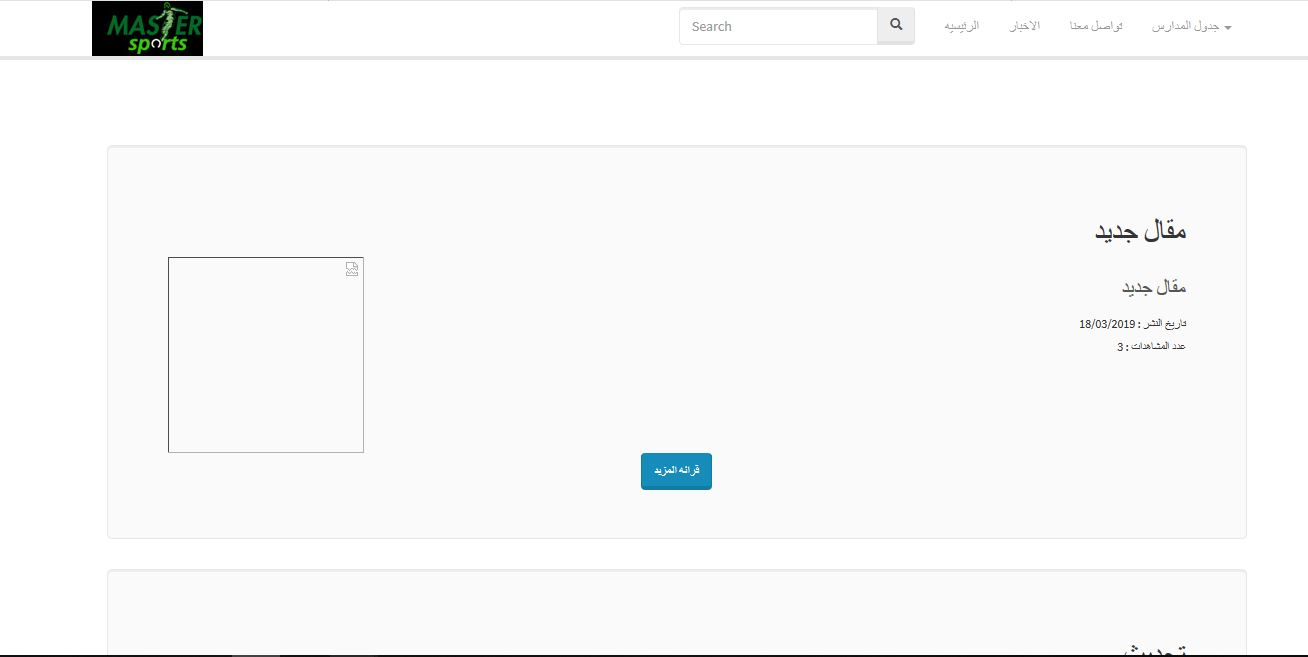 MASTER
sports
Search
الرئيسيه
الاخبار
تواصل معنا
جدول المدارس
مقال جديد
مقال جديد
تاريخ النشر : 18/03/2019
عدد المشاهدات : 3
قرائه المزيد
تحديث